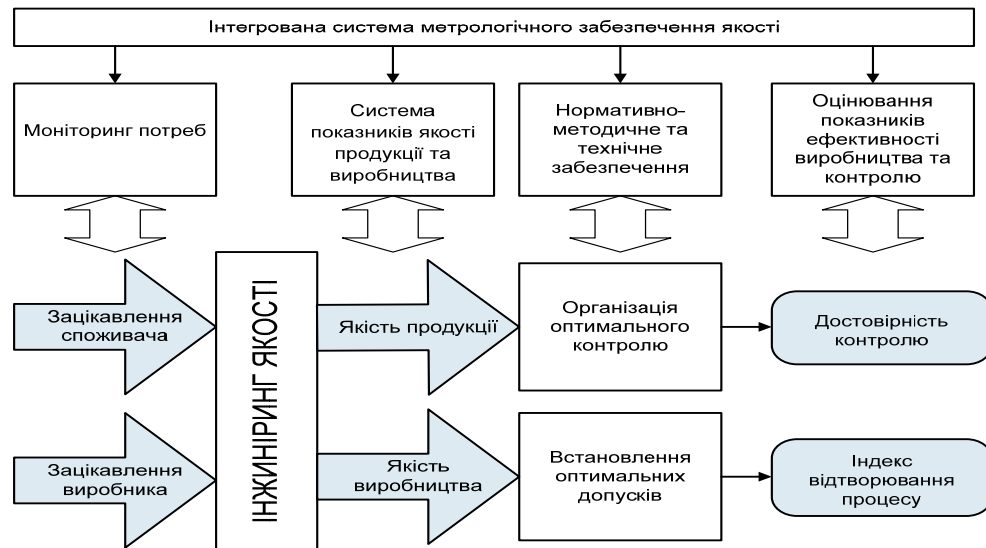 Інтегрована система метрологічного забезпечення якості
Моніторинг потреб
Система
показників якості
продукції та
виробництва
Нормативно-
методичне та
технічне
забезпечення
Оцінювання
показників
ефективності
виробництва та
контролю
Зацікавлення
споживача
ІНЖИНІРИНГ ЯКОСТІ
Якість продукції
Організація
оптимального
контролю
Достовірність
контролю
Зацікавлення
виробника
Якість
виробництва
Встановлення
оптимальних
допусків
Індекс
відтворювання
процесу